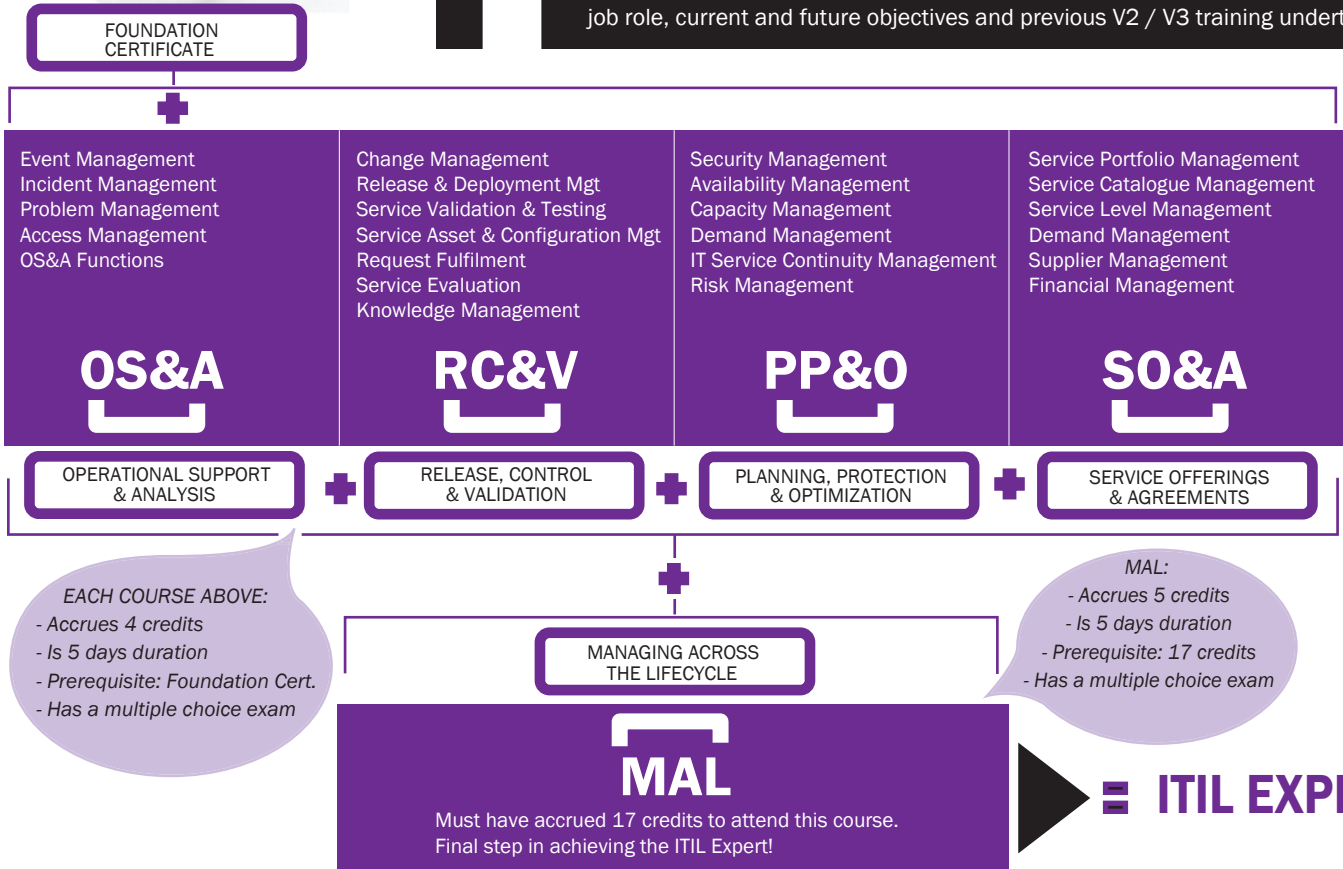 job role, current and future objectives and previous V2 / V3 training
FOUNDATION
CERTIFICATE
Event Management
Incident Management
Problem Management
Access Management
OS&A Functions
OS&A
Change Management
Release & Deployment Mgt
Service Validation & Testing
Service Asset & Configuration Mgt
Request Fulfilment
Service Evaluation
Knowledge Management
RC&V
Security Management
Availability Management
Capacity Management
Demand Management
IT Service Continuity Management
Risk Management
PP&O
Service Portfolio Management
Service Catalogue Management
Service Level Management
Demand Management
Supplier Management
Financial Management
SO&A
OPERATIONAL SUPPORT
& ANALYSIS
RELEASE, CONTROL
& VALIDATION
PLANNING, PROTECTION
& OPTIMIZATION
SERVICE OFFERINGS
& AGREEMENTS
EACH COURSE ABOVE:
- Accrues 4 credits
- Is 5 days duration
- Prerequisite: Foundation Cert.
- Has a multiple choice exam
MAL:
- Accrues 5 credits
- Is 5 days duration
- Prerequisite: 17 credits
- Has a multiple choice exam
MANAGING ACROSS
THE LIFECYCLE
MAL
Must have accrued 17 credits to attend this course.
Final step in achieving the ITIL Expert!
= ITIL